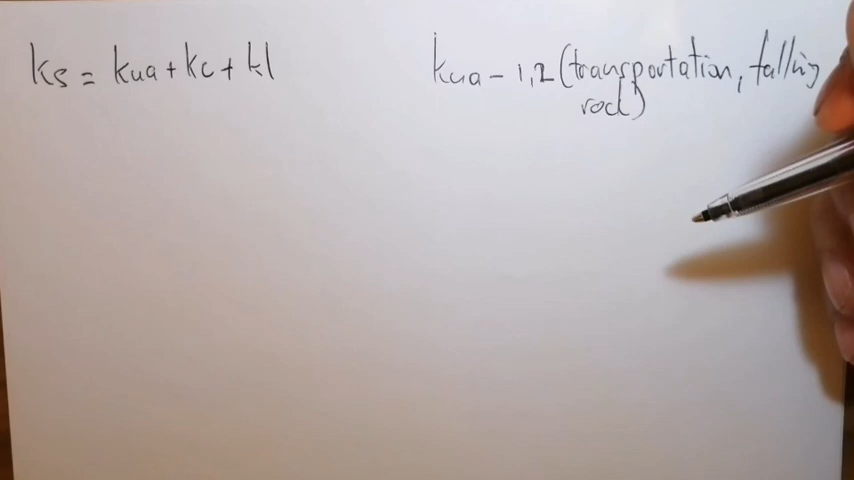 ks = kua + kc + kl
kua – 1,2 (transportation, falling
rock)